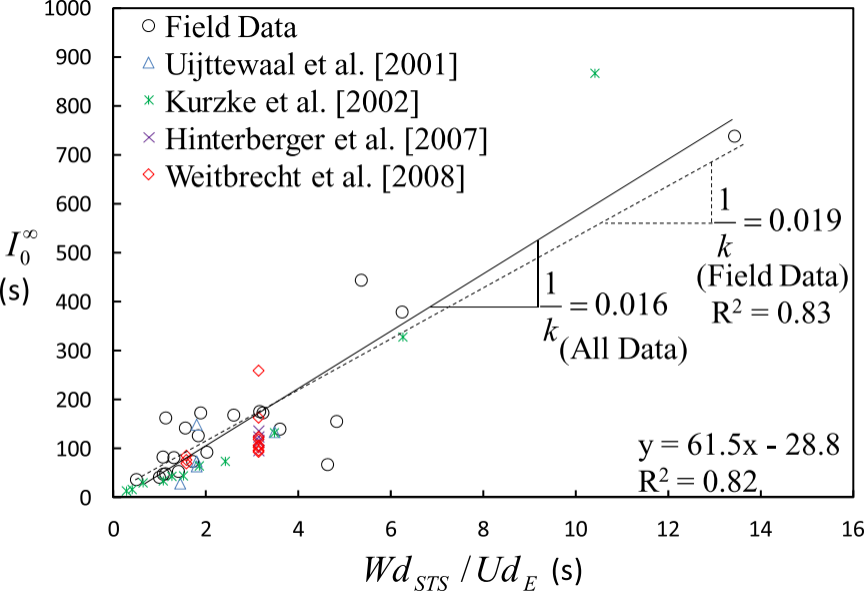 1000
900
800
700
600
500
400
300
200
100
0
I₀^∞
(s)
Field Data
Uijttewaal et al. [2001]
Kurzke et al. [2002]
Hinterberger et al. [2007]
Weitbrecht et al. [2008]
1/k = 0.019
(Field Data)
R² = 0.83
1/k = 0.016
(All Data)
y = 61.5x - 28.8
R² = 0.82
0 2 4 6 8 10 12 14 16
Wd_STS / Ud_E (s)